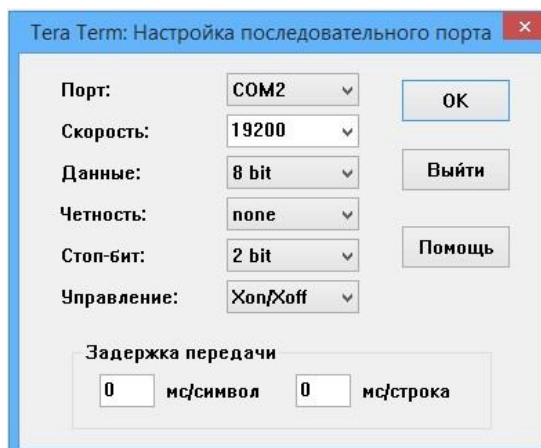 Tera Term: Настройка последовательного порта
Порт: COM2 OK
Скорость: 19200
Данные: 8 bit Выйти
Четность: none
Стоп-бит: 2 bit Помощь
Управление: Xon/Xoff
Задержка передачи
0 мс/символ 0 мс/строка